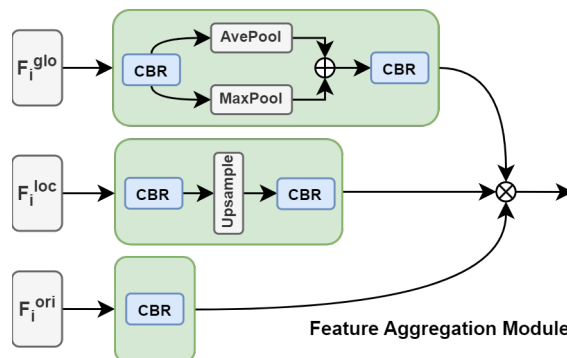 F_i^glo
CBR
AvePool
MaxPool
CBR
F_i^loc
CBR
Upsample
CBR
F_i^ori
CBR
Feature Aggregation Module